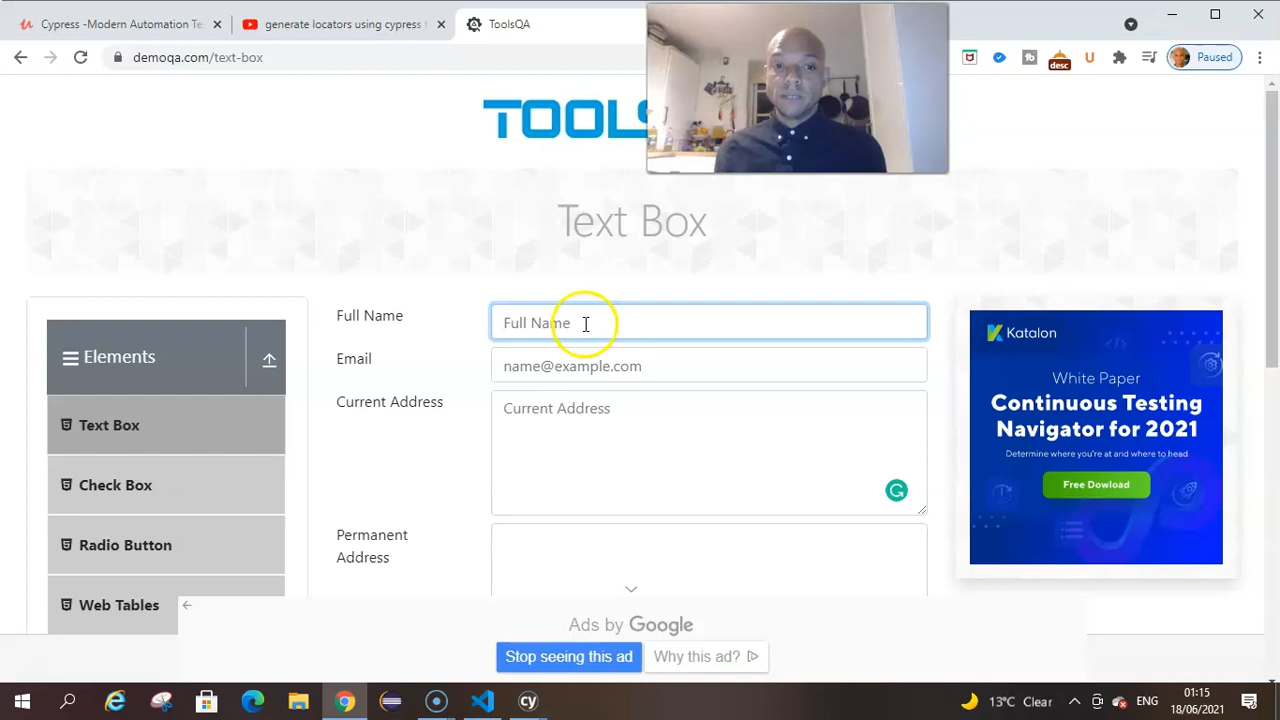 Cypress -Modern Automation Te
generate locators using cypress t
ToolsQA
demoqa.com/text-box
desc
Paused
TOOLS
Text Box
Full Name
Full Name
Email
name@example.com
Current Address
Current Address
Permanent
Address
Elements
Text Box
Check Box
Radio Button
Web Tables
Katalon
White Paper
Continuous Testing
Navigator for 2021
Determine where you're at and where to head
Free Dowload
Ads by Google
Stop seeing this ad
Why this ad?
13°C Clear
ENG
01:15
18/06/2021